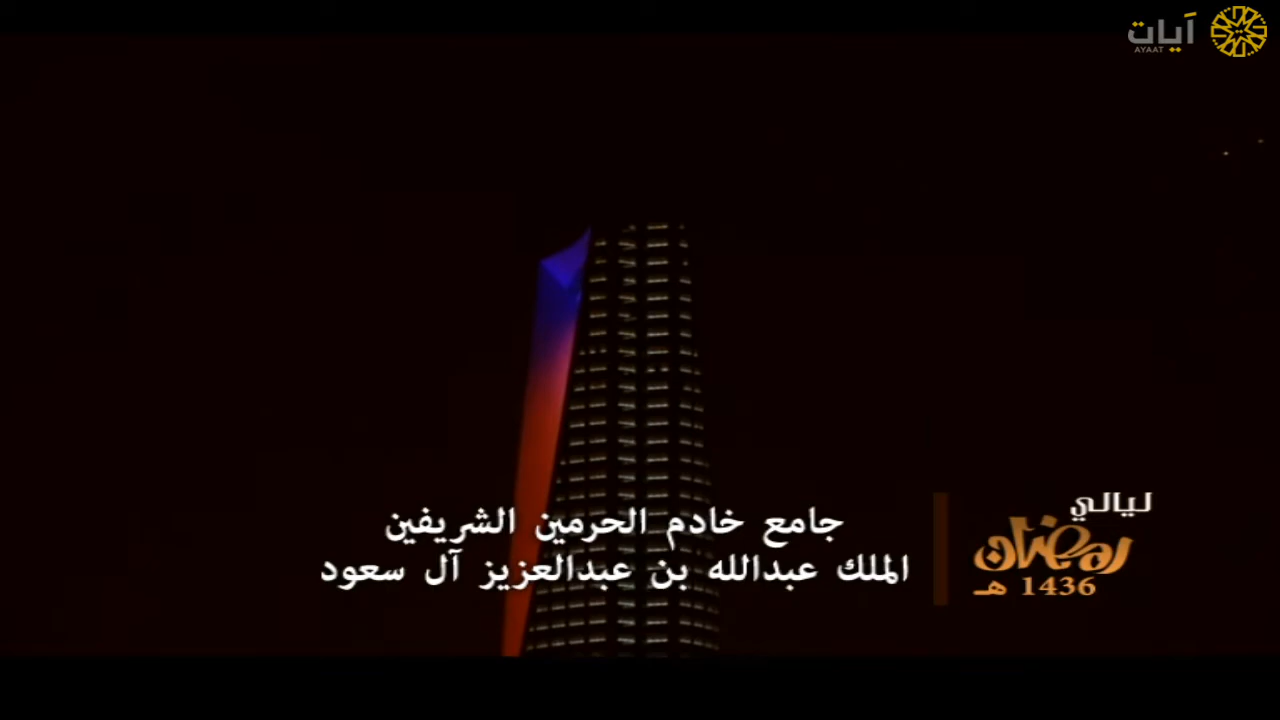 آيات
AYAAT
جامع خادم الحرمين الشريفين
الملك عبدالله بن عبدالعزيز آل سعود
ليالي
رمضان
1436 هـ